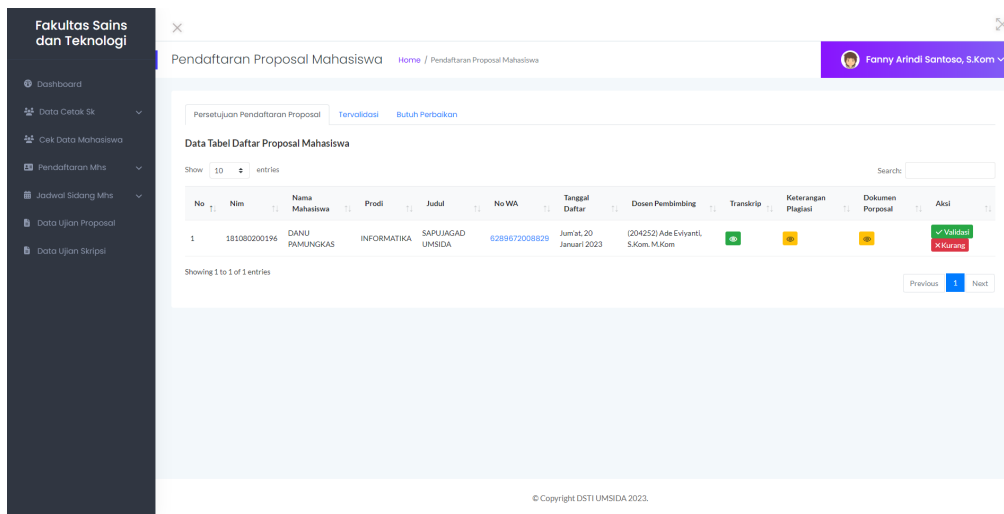 Fakultas Sains
dan Teknologi
Dashboard
Data Cetak Sk
Cek Data Mahasiswa
Pendaftaran Mhs
Jadwal Sidang Mhs
Data Ujian Proposal
Data Ujian Skripsi
Pendaftaran Proposal Mahasiswa Home / Pendaftaran Proposal Mahasiswa
Fanny Arindi Santoso, S.Kom
Persetujuan Pendaftaran Proposal Tervalidasi Butuh Perbaikan
Data Tabel Daftar Proposal Mahasiswa
Show 10 entries Search:
No Nim Nama Mahasiswa Prodi Judul No WA Tanggal Daftar Dosen Pembimbing Transkrip Keterangan Plagiasi Dokumen Porposal Aksi
1 181080200196 DANU PAMUNGKAS INFORMATIKA SAPUJAGAD UMSIDA 6289672008829 Jum'at, 20 Januari 2023 (204252) Ade Eviyanti, S.Kom. M.Kom Validasi
Kurang
Showing 1 to 1 of 1 entries
Previous 1 Next
© Copyright DSTI UMSIDA 2023.